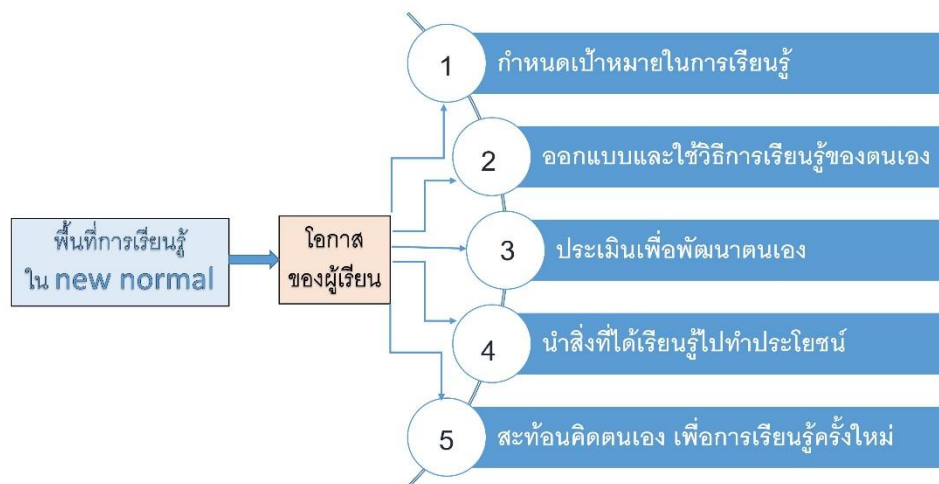 พื้นที่การเรียนรู้
ใน new normal
โอกาส
ของผู้เรียน
1 กำหนดเป้าหมายในการเรียนรู้
2 ออกแบบและใช้วิธีการเรียนรู้ของตนเอง
3 ประเมินเพื่อพัฒนาตนเอง
4 นำสิ่งที่ได้เรียนรู้ไปทำประโยชน์
5 สะท้อนคิดตนเอง เพื่อการเรียนรู้ครั้งใหม่